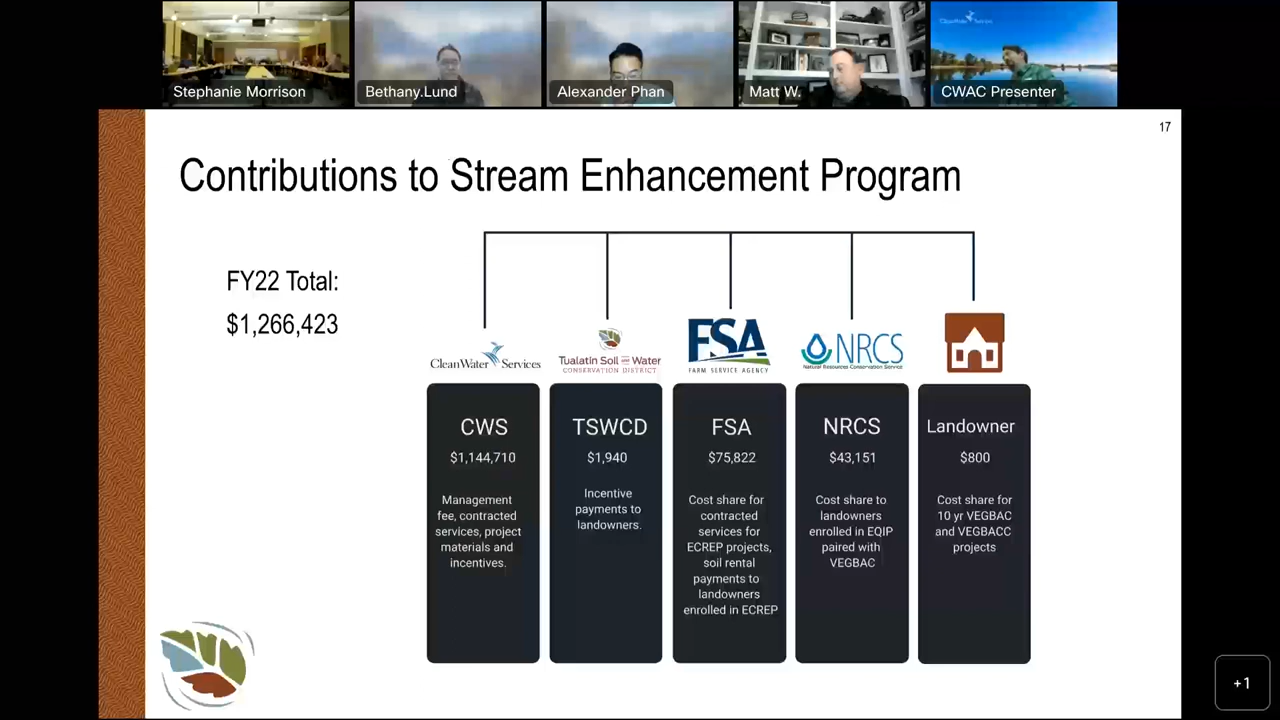 CleanWater Services
Stephanie Morrison
Bethany.Lund
Alexander Phan
Matt W.
CWAC Presenter
17
Contributions to Stream Enhancement Program
FY22 Total:
$1,266,423
CleanWater Services
Tualatin Soil and Water
CONSERVATION DISTRICT
FSA
FARM SERVICE AGENCY
NRCS
Natural Resources Conservation Service
CWS
$1,144,710
Management
fee, contracted
services, project
materials and
incentives.
TSWCD
$1,940
Incentive
payments to
landowners.
FSA
$75,822
Cost share for
contracted
services for
ECREP projects,
soil rental
payments to
landowners
enrolled in ECREP
NRCS
$43,151
Cost share to
landowners
enrolled in EQIP
paired with
VEGBAC
Landowner
$800
Cost share for
10 yr VEGBAC
and VEGBACC
projects
+1